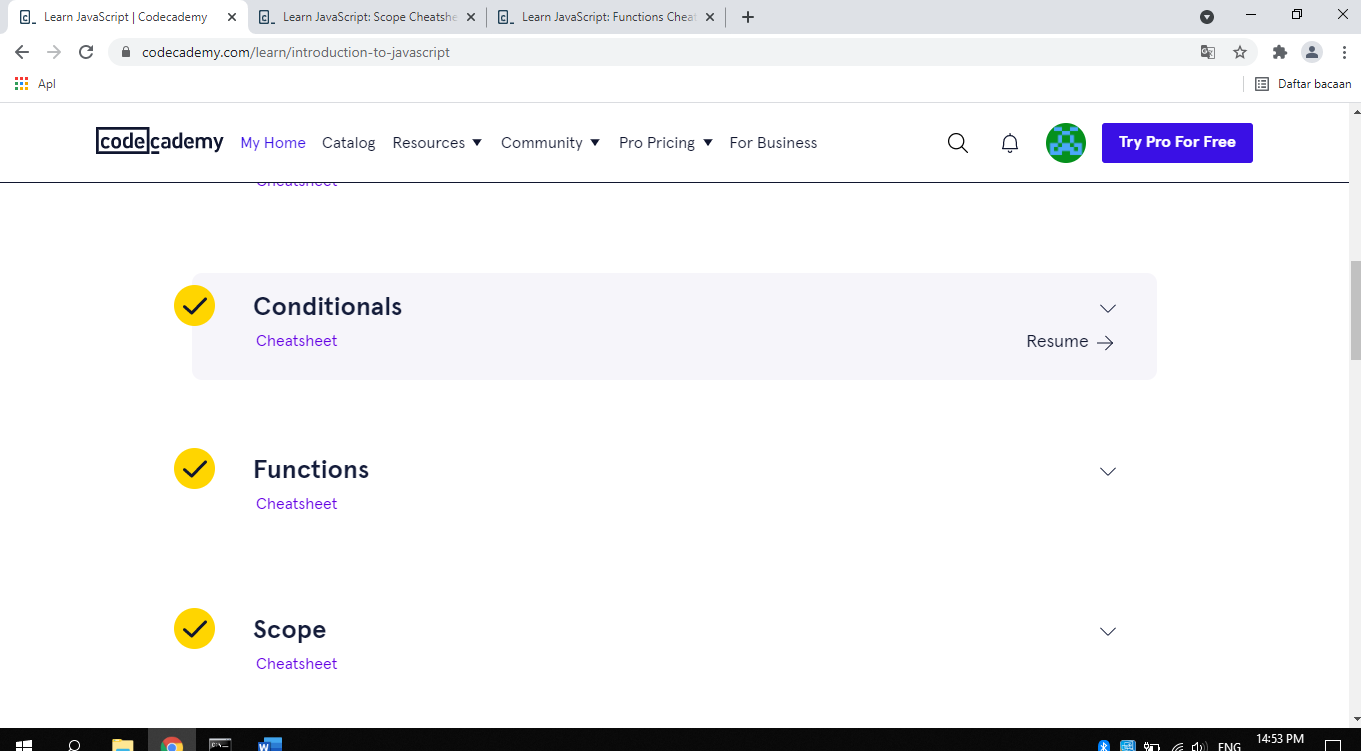 Learn JavaScript | Codecademy
Learn JavaScript: Scope Cheatshe
Learn JavaScript: Functions Cheat
codecademy.com/learn/introduction-to-javascript
Apl
Daftar bacaan
codecademy My Home Catalog Resources Community Pro Pricing For Business Try Pro For Free
Cheatsheet
Conditionals
Cheatsheet
Resume
Functions
Cheatsheet
Scope
Cheatsheet
ENG
14:53 PM